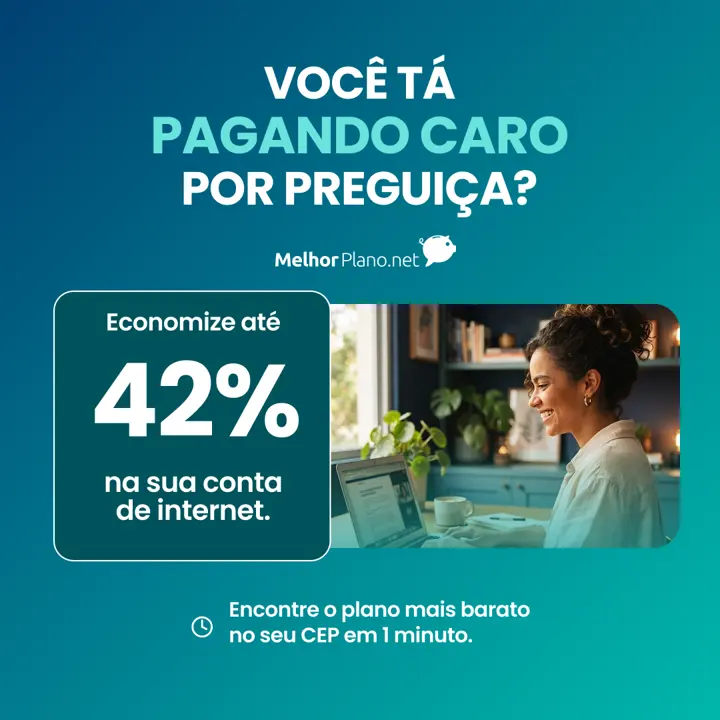 VOCÊ TÁ
PAGANDO CARO
POR PREGUIÇA?
MelhorPlano.net
Economize até
42%
na sua conta
de internet.
Encontre o plano mais barato
no seu CEP em 1 minuto.